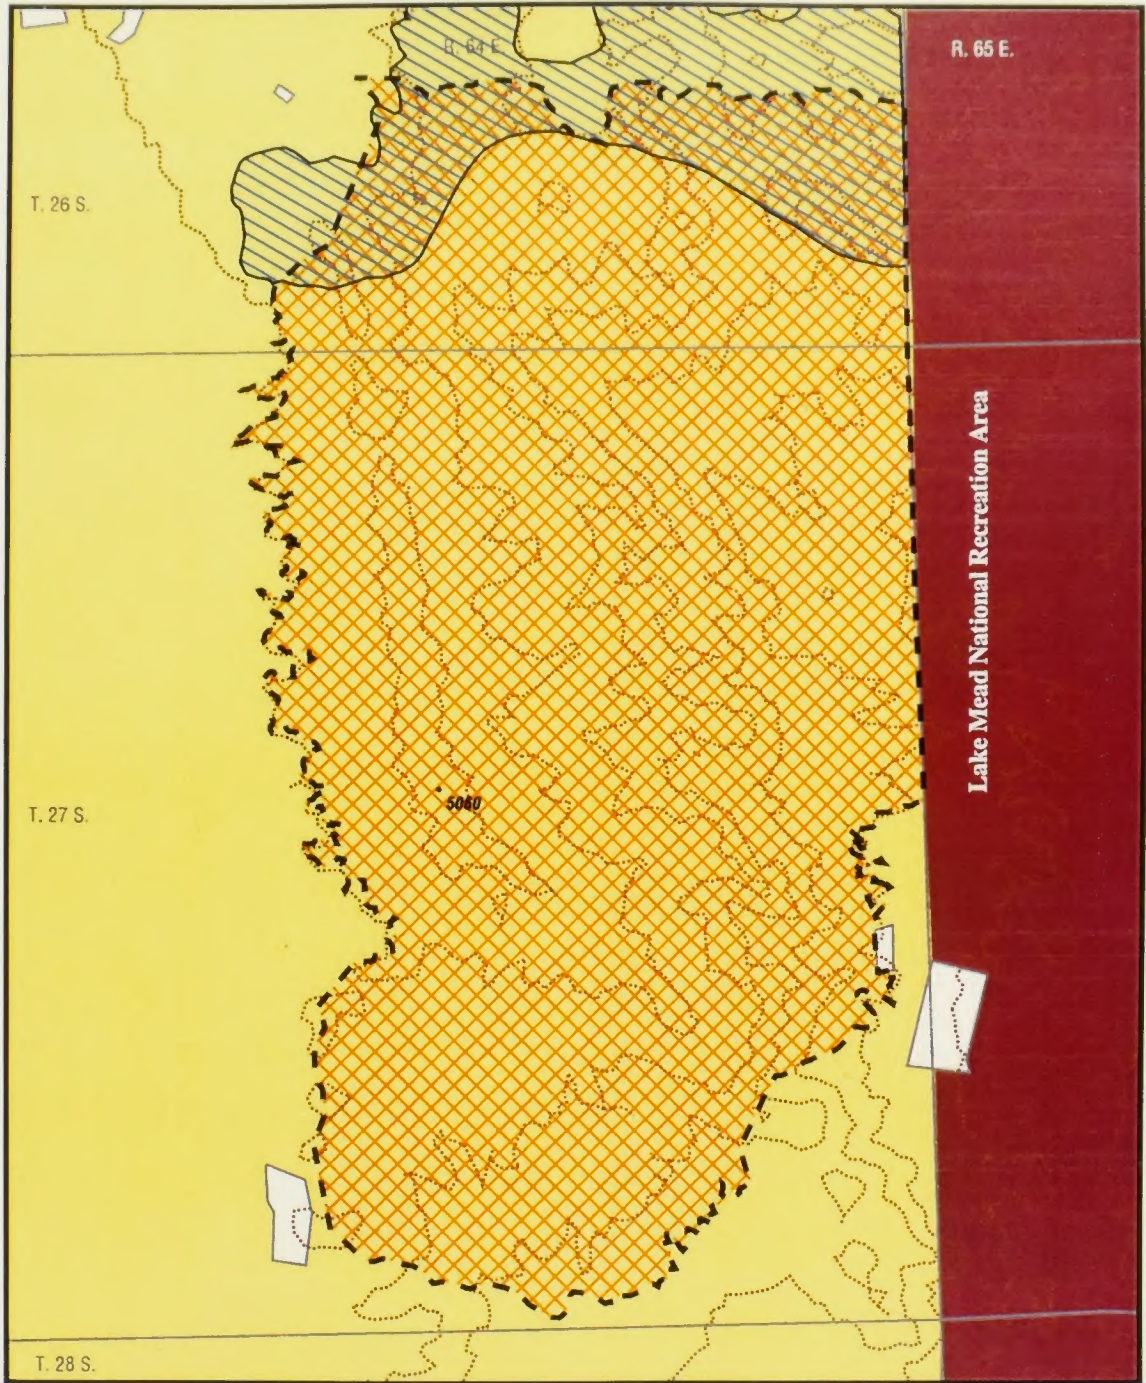 R. 64 E.
R. 65 E.
T. 26 S.
Lake Mead National Recreation Area
5060
T. 27 S.
T. 28 S.